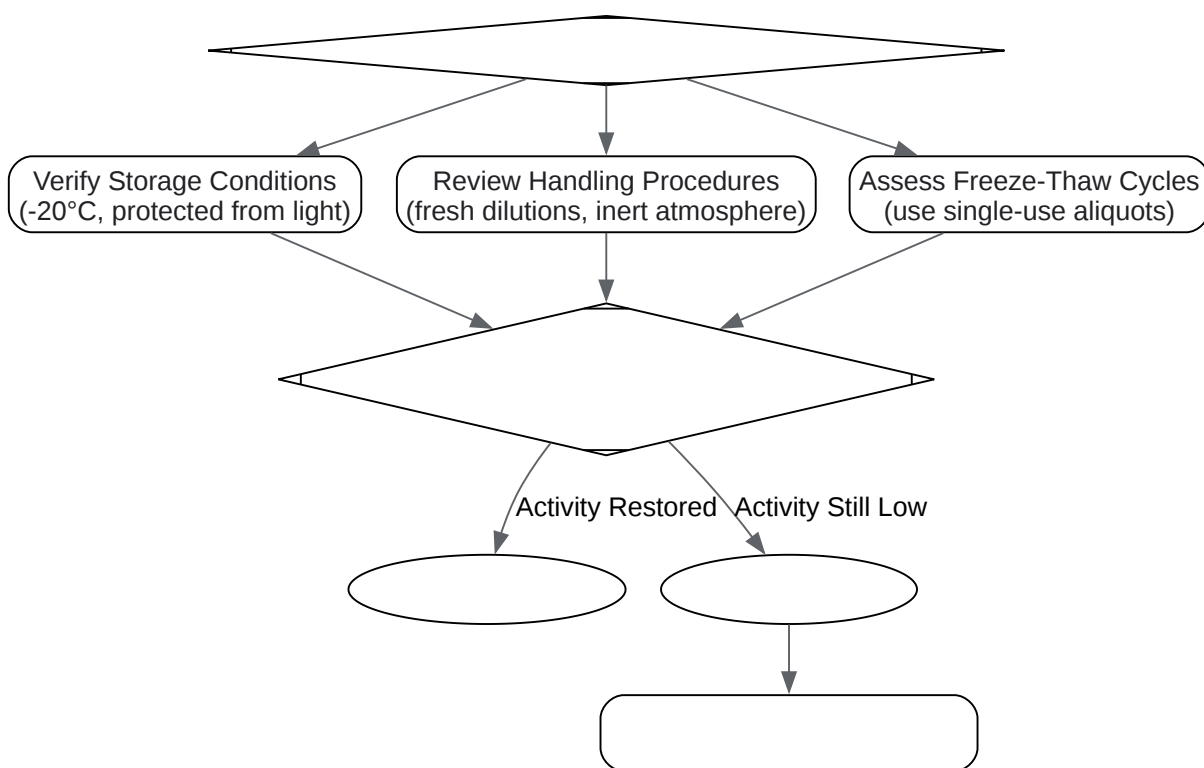 Verify Storage Conditions
(-20°C, protected from light)
Review Handling Procedures
(fresh dilutions, inert atmosphere)
Assess Freeze-Thaw Cycles
(use single-use aliquots)
Activity Restored
Activity Still Low